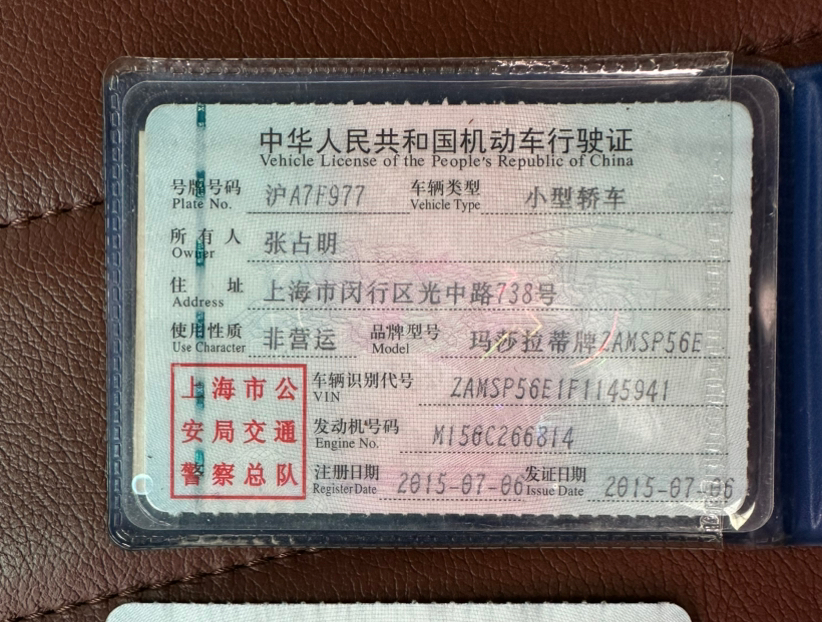 中华人民共和国机动车行驶证
Vehicle License of the People's Republic of China
号牌号码 沪A7F977 车辆类型 小型轿车
Plate No. Vehicle Type
所有人 张占明
Owner
住址 上海市闵行区光中路738号
Address
使用性质 非营运 品牌型号 玛莎拉蒂牌ZAMSP56E
Use Character Model
上海市公
安局交通
警察总队
车辆识别代号 ZAMSP56E1F1145941
VIN
发动机号码 M156C266814
Engine No.
注册日期 2015-07-06 发证日期 2015-07-06
Register Date Issue Date